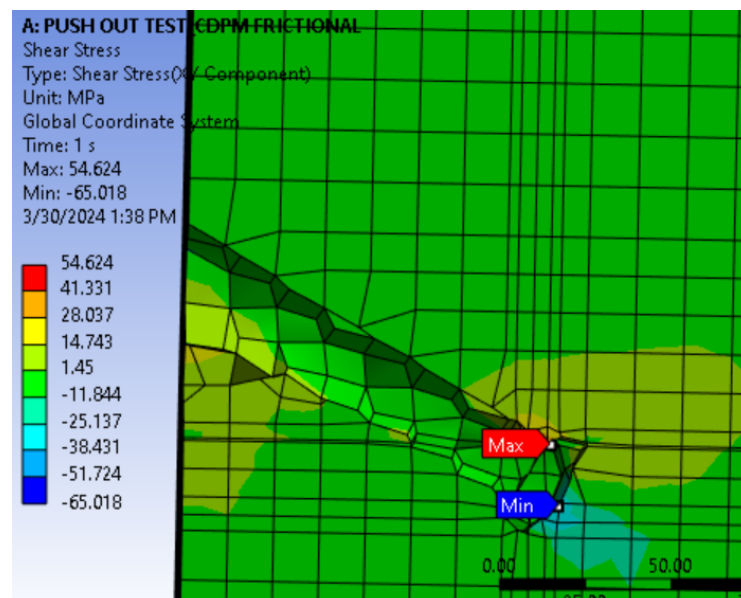 A: PUSH OUT TEST CDPM FRICTIONAL
Shear Stress
Type: Shear Stress(XY Component)
Unit: MPa
Global Coordinate System
Time: 1 s
Max: 54.624
Min: -65.018
3/30/2024 1:38 PM
54.624
41.331
28.037
14.743
1.45
-11.844
-25.137
-38.431
-51.724
-65.018
Max
Min
0.00 50.00